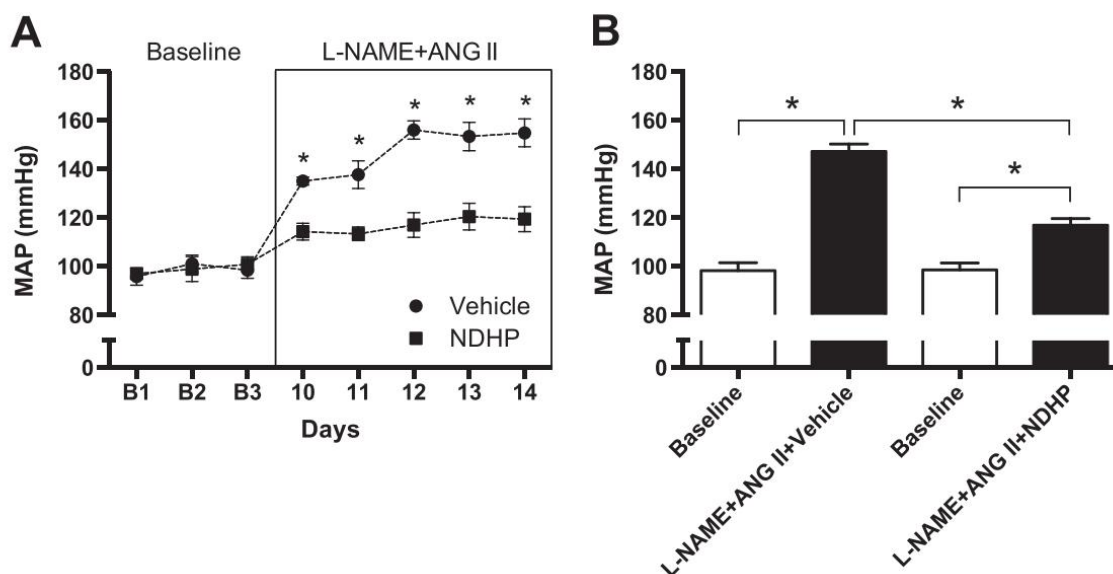 A
Baseline
L-NAME+ANG II
MAP (mmHg)
180
160
140
120
100
80
0
*
*
*
*
*
Vehicle
NDHP
B1 B2 B3 10 11 12 13 14
Days
B
MAP (mmHg)
180
160
140
120
100
80
0
*
*
*
Baseline
L-NAME+ANG II+Vehicle
Baseline
L-NAME+ANG II+NDHP